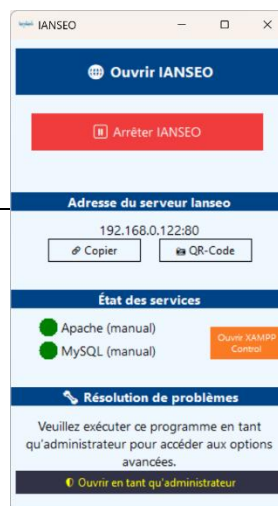 IANSEO
Ouvrir IANSEO
Arrêter IANSEO
Adresse du serveur Ianseo
192.168.0.122:80
Copier
QR-Code
État des services
Apache (manual)
MySQL (manual)
Ouvrir XAMPP
Control
Résolution de problèmes
Veuillez exécuter ce programme en tant
qu'administrateur pour accéder aux options
avancées.
Ouvrir en tant qu'administrateur